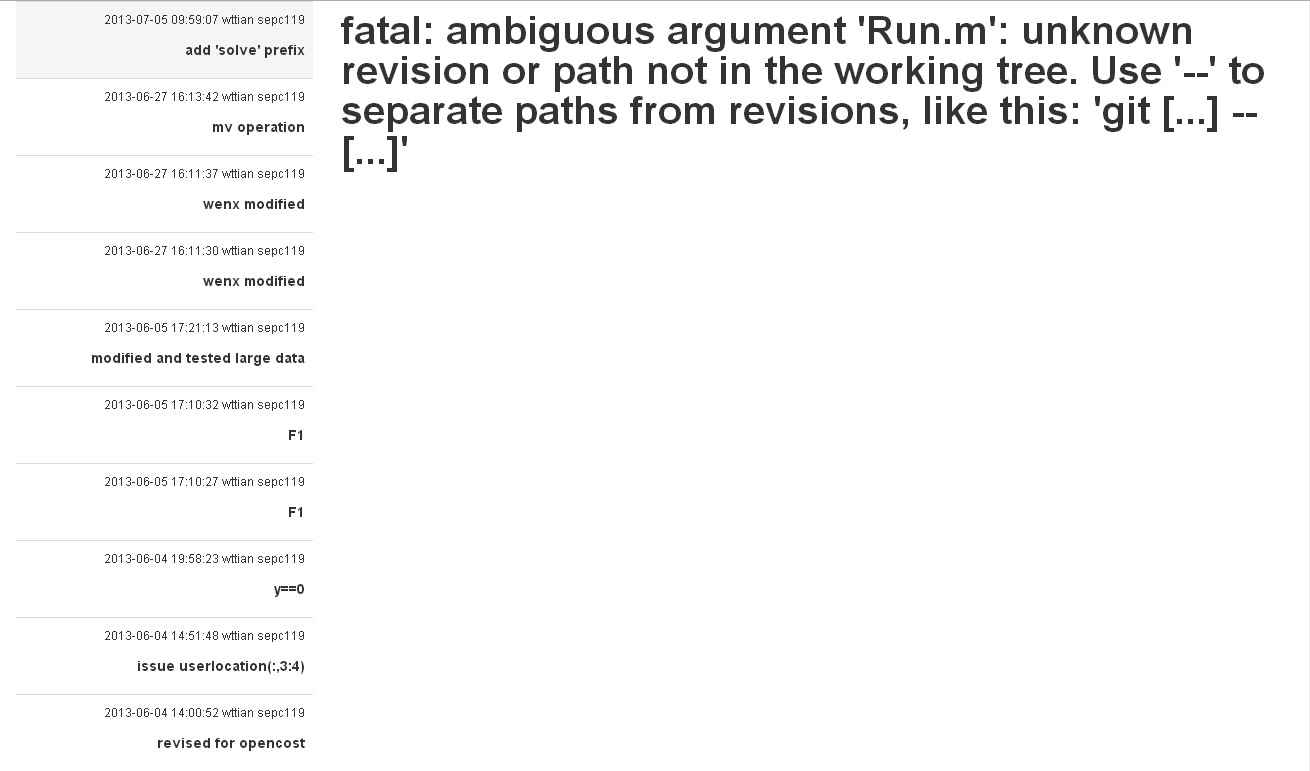 2013-07-05 09:59:07 wttian sepc119
add 'solve' prefix
2013-06-27 16:13:42 wttian sepc119
mv operation
2013-06-27 16:11:37 wttian sepc119
wenx modified
2013-06-27 16:11:30 wttian sepc119
wenx modified
2013-06-05 17:21:13 wttian sepc119
modified and tested large data
2013-06-05 17:10:32 wttian sepc119
F1
2013-06-05 17:10:27 wttian sepc119
F1
2013-06-04 19:58:23 wttian sepc119
y==0
2013-06-04 14:51:48 wttian sepc119
issue userlocation(:,3:4)
2013-06-04 14:00:52 wttian sepc119
revised for opencost
fatal: ambiguous argument 'Run.m': unknown
revision or path not in the working tree. Use '--' to
separate paths from revisions, like this: 'git [...] --
[...]'